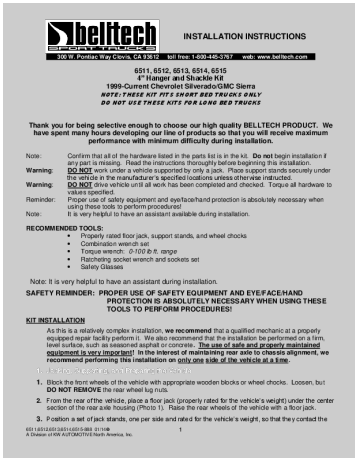 belltech
SPORT TRUCKS
INSTALLATION INSTRUCTIONS
300 W. Pontiac Way Clovis, CA 93612 toll free: 1-800-445-3767 web: www.belltech.com
6511, 6512, 6513, 6514, 6515
4" Hanger and Shackle Kit
1999-Current Chevrolet Silverado/GMC Sierra
NOTE: THESE KIT FITS SHORT BED TRUCKS ONLY
DO NOT USE THESE KITS FOR LONG BED TRUCKS
Thank you for being selective enough to choose our high quality BELLTECH PRODUCT. We
have spent many hours developing our line of products so that you will receive maximum
performance with minimum difficulty during installation.
Note: Confirm that all of the hardware listed in the parts list is in the kit. Do not begin installation if
any part is missing. Read the instructions thoroughly before beginning this installation.
Warning: DO NOT work under a vehicle supported by only a jack. Place support stands securely under
the vehicle in the manufacturer's specified locations unless otherwise instructed.
Warning: DO NOT drive vehicle until all work has been completed and checked. Torque all hardware to
values specified.
Reminder: Proper use of safety equipment and eye/face/hand protection is absolutely necessary when
using these tools to perform procedures!
Note: It is very helpful to have an assistant available during installation.
RECOMMENDED TOOLS:
• Properly rated floor jack, support stands, and wheel chocks
• Combination wrench set
• Torque wrench: 0-100 lb ft. range
• Ratcheting socket wrench and sockets set
• Safety Glasses
Note: It is very helpful to have an assistant during installation.
SAFETY REMINDER: PROPER USE OF SAFETY EQUIPMENT AND EYE/FACE/HAND
PROTECTION IS ABSOLUTELY NECESSARY WHEN USING THESE
TOOLS TO PERFORM PROCEDURES!
KIT INSTALLATION
As this is a relatively complex installation, we recommend that a qualified mechanic at a properly
equipped repair facility perform it. We also recommend that the installation be performed on a firm,
level surface, such as seasoned asphalt or concrete. The use of safe and properly maintained
equipment is very important! In the interest of maintaining rear axle to chassis alignment, we
recommend performing this installation on only one side of the vehicle at a time.
1.
1. Block the front wheels of the vehicle with appropriate wooden blocks or wheel chocks. Loosen, but
DO NOT REMOVE the rear wheel lug nuts.
2. From the rear of the vehicle, place a floor jack (properly rated for the vehicle's weight) under the center
section of the rear axle housing (Photo 1). Raise the rear wheels of the vehicle with a floor jack.
3. Position a set of jack stands, one per side and rated for the vehicle's weight, so that they contact the
1
A Division of KW AUTOMOTIVE North America, Inc.